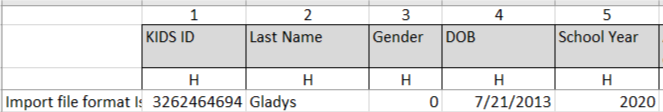 1 2 3 4 5
KIDS ID Last Name Gender DOB School Year
H H H H H
Import file format Is 3262464694 Gladys 0 7/21/2013 2020